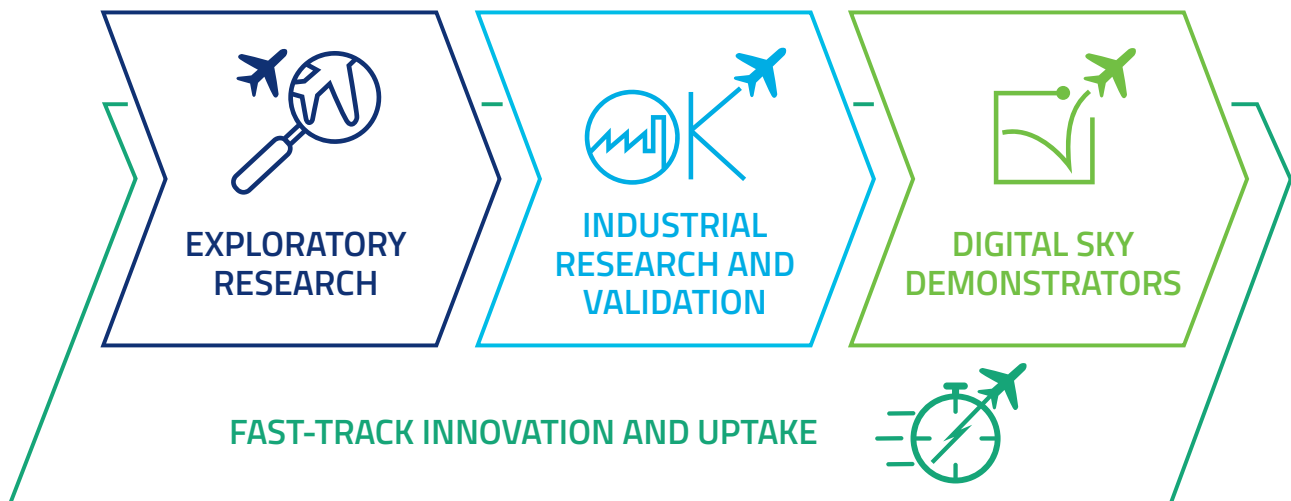 EXPLORATORY
RESEARCH
INDUSTRIAL
RESEARCH AND
VALIDATION
DIGITAL SKY
DEMONSTRATORS
FAST-TRACK INNOVATION AND UPTAKE